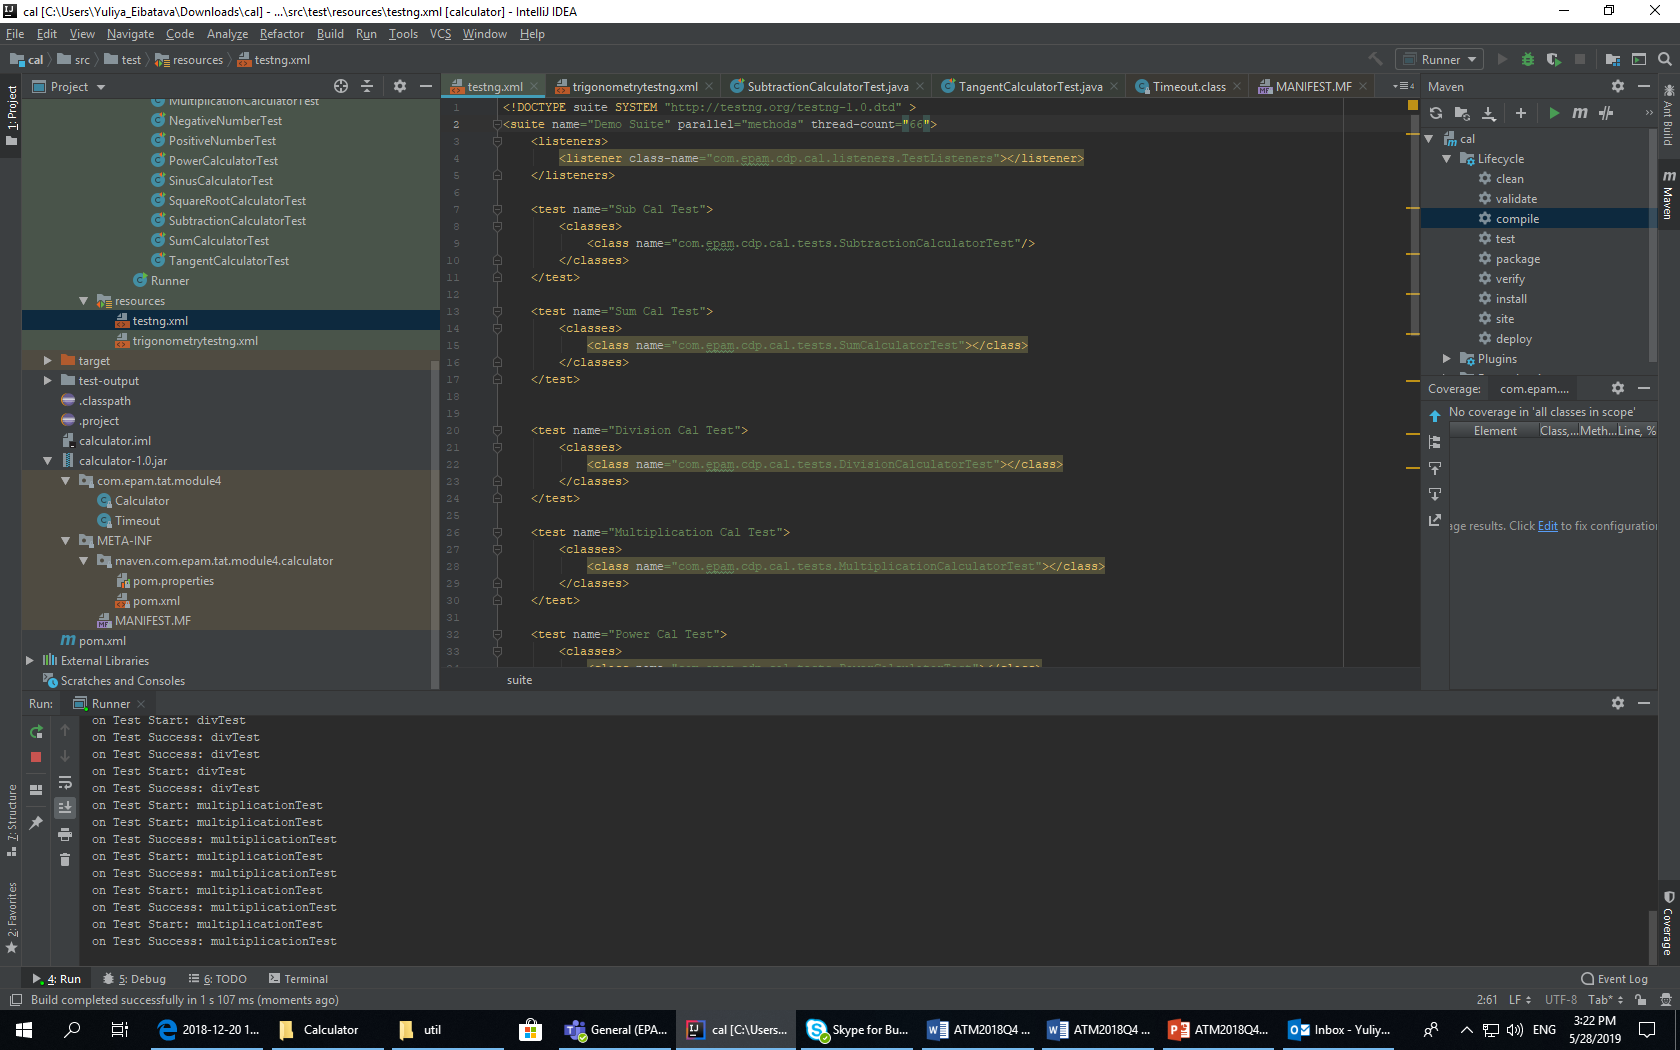 cal [C:\Users\Yuliya_Eibatava\Downloads\cal] - ...\src\test\resources\testng.xml [calculator] - IntelliJ IDEA
File Edit View Navigate Code Analyze Refactor Build Run Tools VCS Window Help
cal src test resources testng.xml
Runner
1: Project
Project
MultiplicationCalculatorTest
NegativeNumberTest
PositiveNumberTest
PowerCalculatorTest
SinusCalculatorTest
SquareRootCalculatorTest
SubtractionCalculatorTest
SumCalculatorTest
TangentCalculatorTest
Runner
resources
testng.xml
trigonometrytestng.xml
target
test-output
.classpath
.project
calculator.iml
calculator-1.0.jar
com.epam.tat.module4
Calculator
Timeout
META-INF
maven.com.epam.tat.module4.calculator
pom.properties
pom.xml
MANIFEST.MF
pom.xml
External Libraries
Scratches and Consoles
testng.xml trigonometrytestng.xml SubtractionCalculatorTest.java TangentCalculatorTest.java Timeout.class MANIFEST.MF
4
1 <!DOCTYPE suite SYSTEM "http://testng.org/testng-1.0.dtd" >
2 <suite name="Demo Suite" parallel="methods" thread-count="66">
3 <listeners>
4 <listener class-name="com.epam.cdp.cal.listeners.TestListeners"></listener>
5 </listeners>
6
7 <test name="Sub Cal Test">
8 <classes>
9 <class name="com.epam.cdp.cal.tests.SubtractionCalculatorTest"/>
10 </classes>
11 </test>
12
13 <test name="Sum Cal Test">
14 <classes>
15 <class name="com.epam.cdp.cal.tests.SumCalculatorTest"></class>
16 </classes>
17 </test>
18
19
20 <test name="Division Cal Test">
21 <classes>
22 <class name="com.epam.cdp.cal.tests.DivisionCalculatorTest"></class>
23 </classes>
24 </test>
25
26 <test name="Multiplication Cal Test">
27 <classes>
28 <class name="com.epam.cdp.cal.tests.MultiplicationCalculatorTest"></class>
29 </classes>
30 </test>
31
32 <test name="Power Cal Test">
33 <classes>
<class name="com.epam.cdp.cal.tests.PowerCalculatorTest"></class>
suite
Maven
cal
Lifecycle
clean
validate
compile
test
package
verify
install
site
deploy
Plugins
Coverage: com.epam....
No coverage in 'all classes in scope'
Element Class,... Meth... Line, %
age results. Click Edit to fix configuration
Ant Build
Maven
Coverage
Run: Runner
on Test Start: divTest
on Test Success: divTest
on Test Success: divTest
on Test Start: divTest
on Test Success: divTest
on Test Start: multiplicationTest
on Test Start: multiplicationTest
on Test Success: multiplicationTest
on Test Start: multiplicationTest
on Test Success: multiplicationTest
on Test Start: multiplicationTest
on Test Success: multiplicationTest
on Test Start: multiplicationTest
on Test Success: multiplicationTest
7: Structure
2: Favorites
4: Run 5: Debug 6: TODO Terminal Event Log
Build completed successfully in 1 s 107 ms (moments ago) 2:61 LF UTF-8 Tab*
2018-12-20 1... Calculator util General (EPA... cal [C:\Users... Skype for Bu... ATM2018Q4 ... ATM2018Q4 ... ATM2018Q4... Inbox - Yuliy... ENG
3:22 PM
5/28/2019